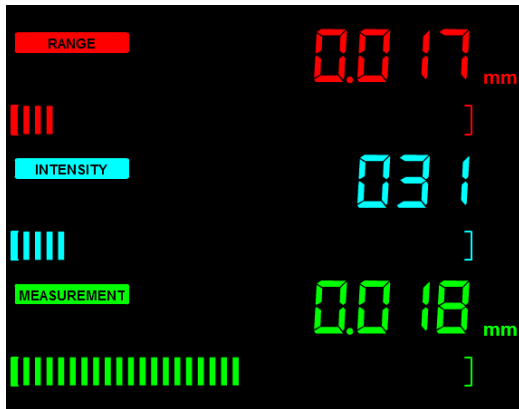 RANGE
0.017 mm
INTENSITY
031
MEASUREMENT
0.018 mm